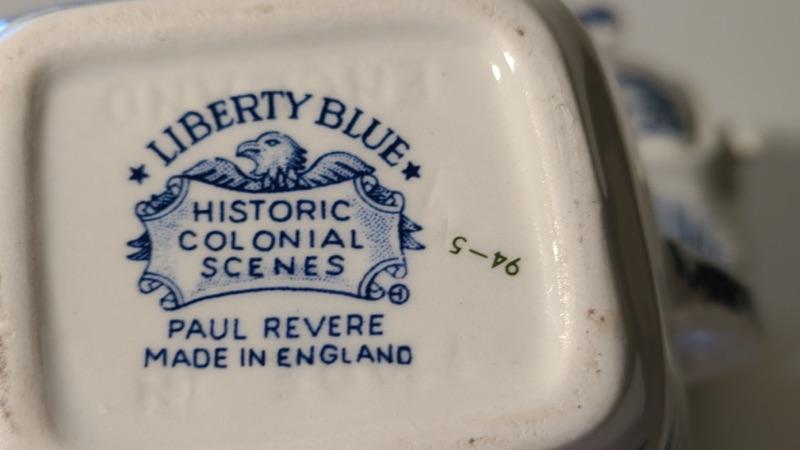 LIBERTY BLUE
HISTORIC
COLONIAL
SCENES
PAUL REVERE
MADE IN ENGLAND
94-5